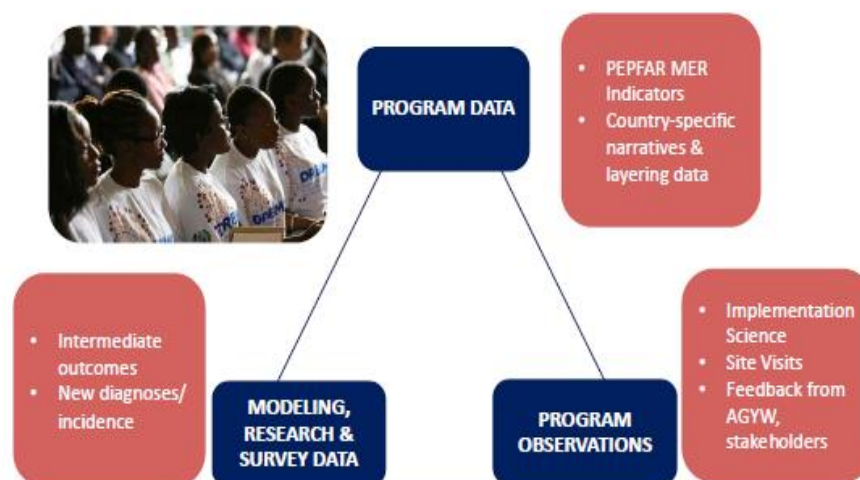 PROGRAM DATA
• PEPFAR MER
Indicators
• Country-specific
narratives &
layering data
• Intermediate
outcomes
• New diagnoses/
incidence
MODELING,
RESEARCH &
SURVEY DATA
PROGRAM
OBSERVATIONS
• Implementation
Science
• Site Visits
• Feedback from
AGYW,
stakeholders